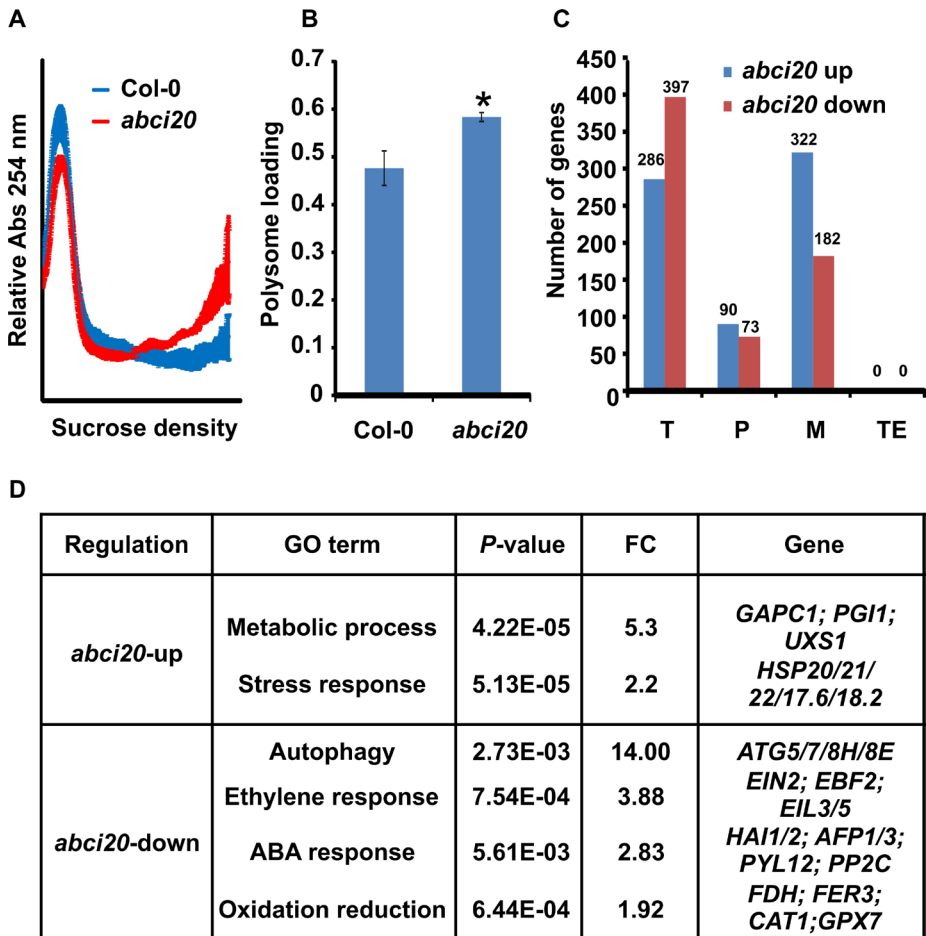 A
Relative Abs 254 nm
Col-0
abci20
Sucrose density
B
Polysome loading
0.7
0.6
0.5
0.4
0.3
0.2
0.1
0
*
Col-0
abci20
C
Number of genes
450
400
350
300
250
200
150
100
50
0
abci20 up
abci20 down
286
397
90
73
322
182
0
0
T
P
M
TE
D
Regulation
GO term
P-value
FC
Gene
abci20-up
Metabolic process
4.22E-05
5.3
GAPC1; PGI1;
UXS1
Stress response
5.13E-05
2.2
HSP20/21/
22/17.6/18.2
abci20-down
Autophagy
2.73E-03
14.00
ATG5/7/8H/8E
Ethylene response
7.54E-04
3.88
EIN2; EBF2;
EIL3/5
ABA response
5.61E-03
2.83
HAI1/2; AFP1/3;
PYL12; PP2C
Oxidation reduction
6.44E-04
1.92
FDH; FER3;
CAT1;GPX7